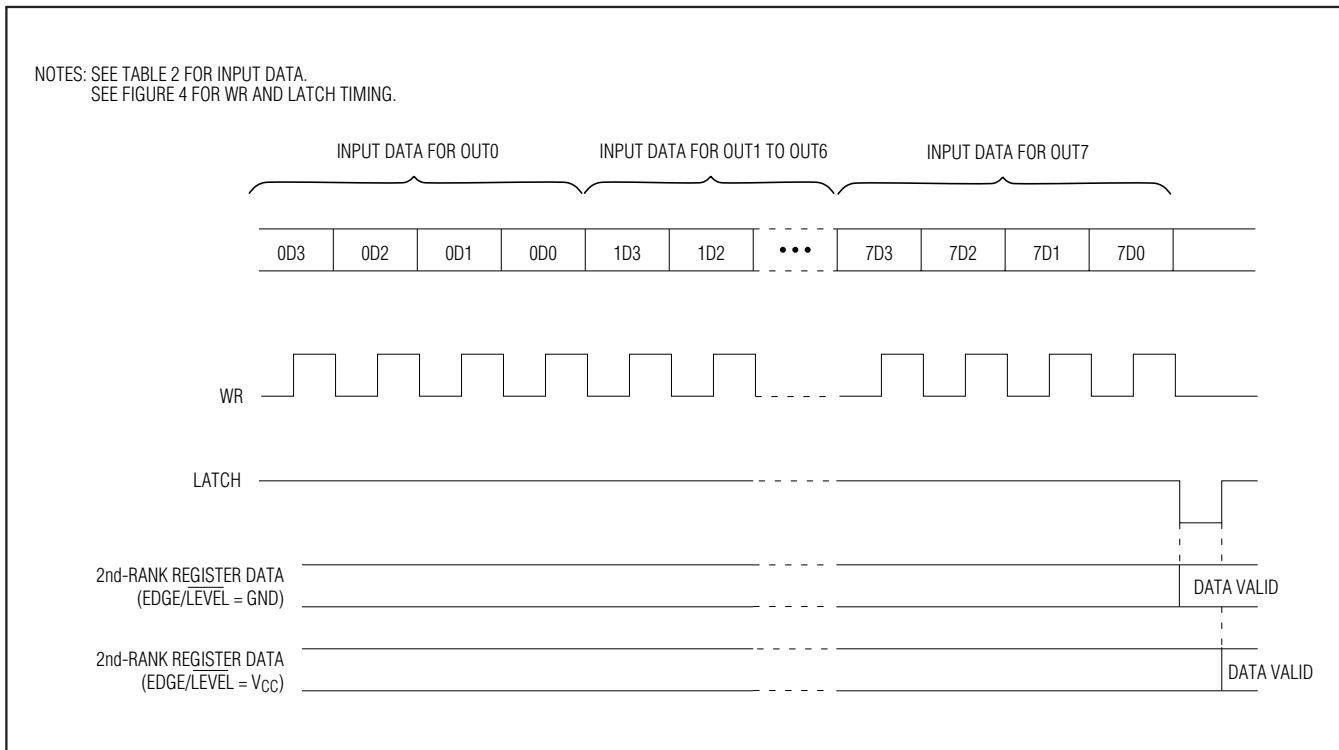 NOTES: SEE TABLE 2 FOR INPUT DATA.
SEE FIGURE 4 FOR WR AND LATCH TIMING.
INPUT DATA FOR OUT0 INPUT DATA FOR OUT1 TO OUT6 INPUT DATA FOR OUT7
0D3 0D2 0D1 0D0 1D3 1D2 ••• 7D3 7D2 7D1 7D0
WR
LATCH
2nd-RANK REGISTER DATA
(EDGE/LEVEL = GND)
DATA VALID
2nd-RANK REGISTER DATA
(EDGE/LEVEL = VCC)
DATA VALID